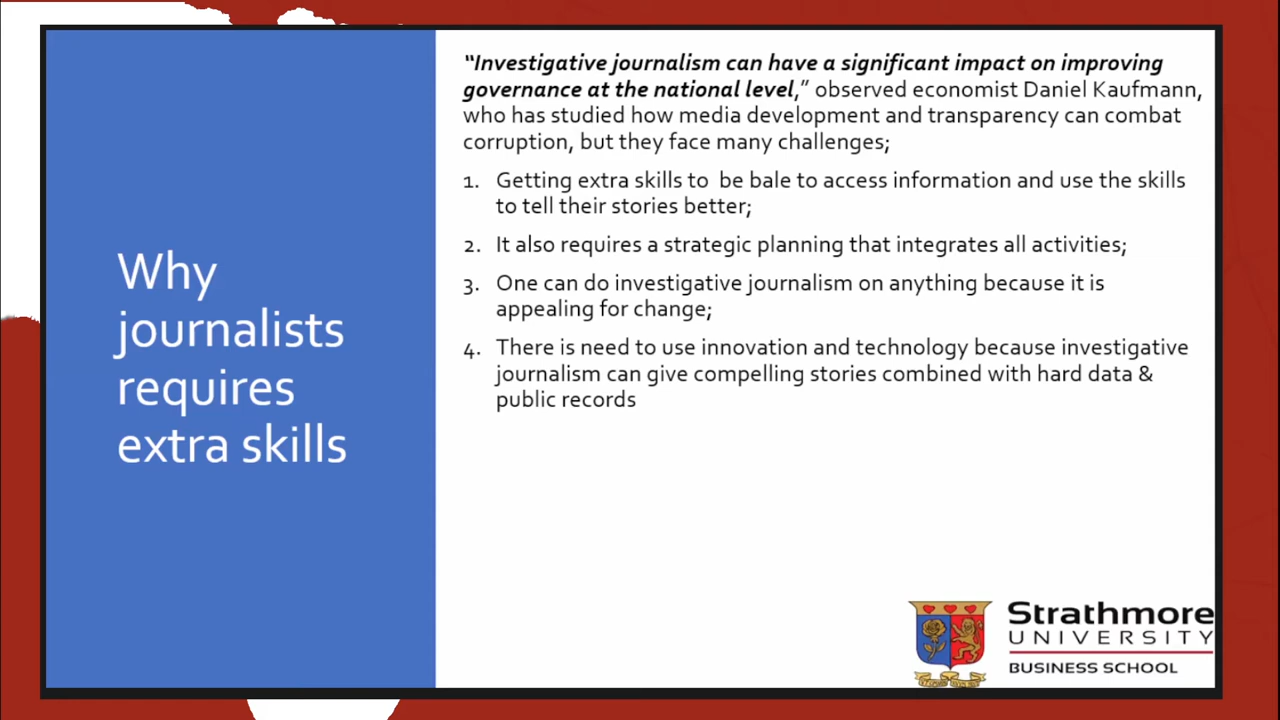 Why
journalists
requires
extra skills
“Investigative journalism can have a significant impact on improving
governance at the national level,” observed economist Daniel Kaufmann,
who has studied how media development and transparency can combat
corruption, but they face many challenges;
1. Getting extra skills to be bale to access information and use the skills
to tell their stories better;
2. It also requires a strategic planning that integrates all activities;
3. One can do investigative journalism on anything because it is
appealing for change;
4. There is need to use innovation and technology because investigative
journalism can give compelling stories combined with hard data &
public records
Strathmore
UNIVERSITY
BUSINESS SCHOOL